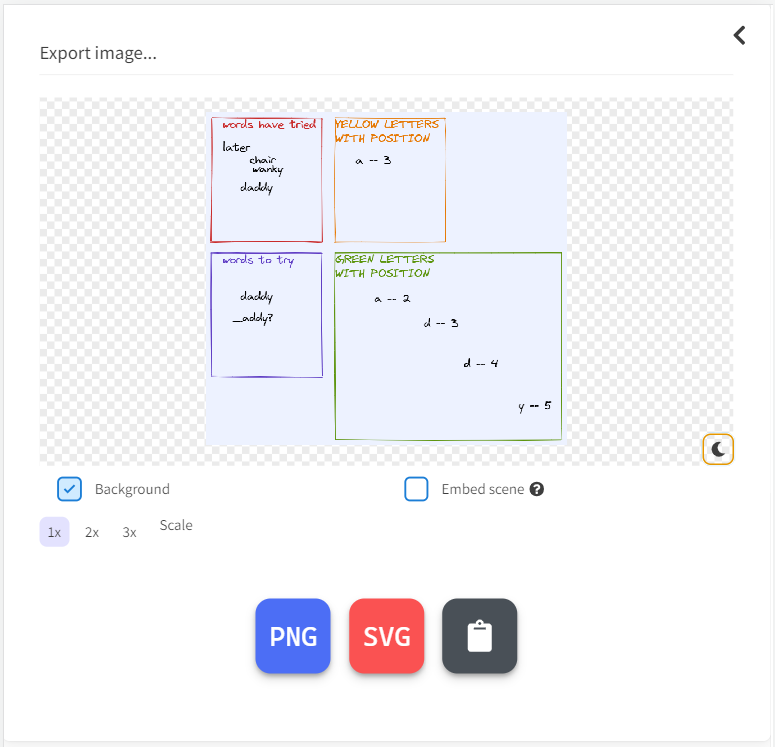 Export image...
words have tried
later
chair
wanky
daddy
YELLOW LETTERS
WITH POSITION
a -- 3
words to try
daddy
_addy?
GREEN LETTERS
WITH POSITION
a -- 2
d -- 3
d -- 4
y -- 5
Background
Embed scene
1x 2x 3x Scale
PNG SVG